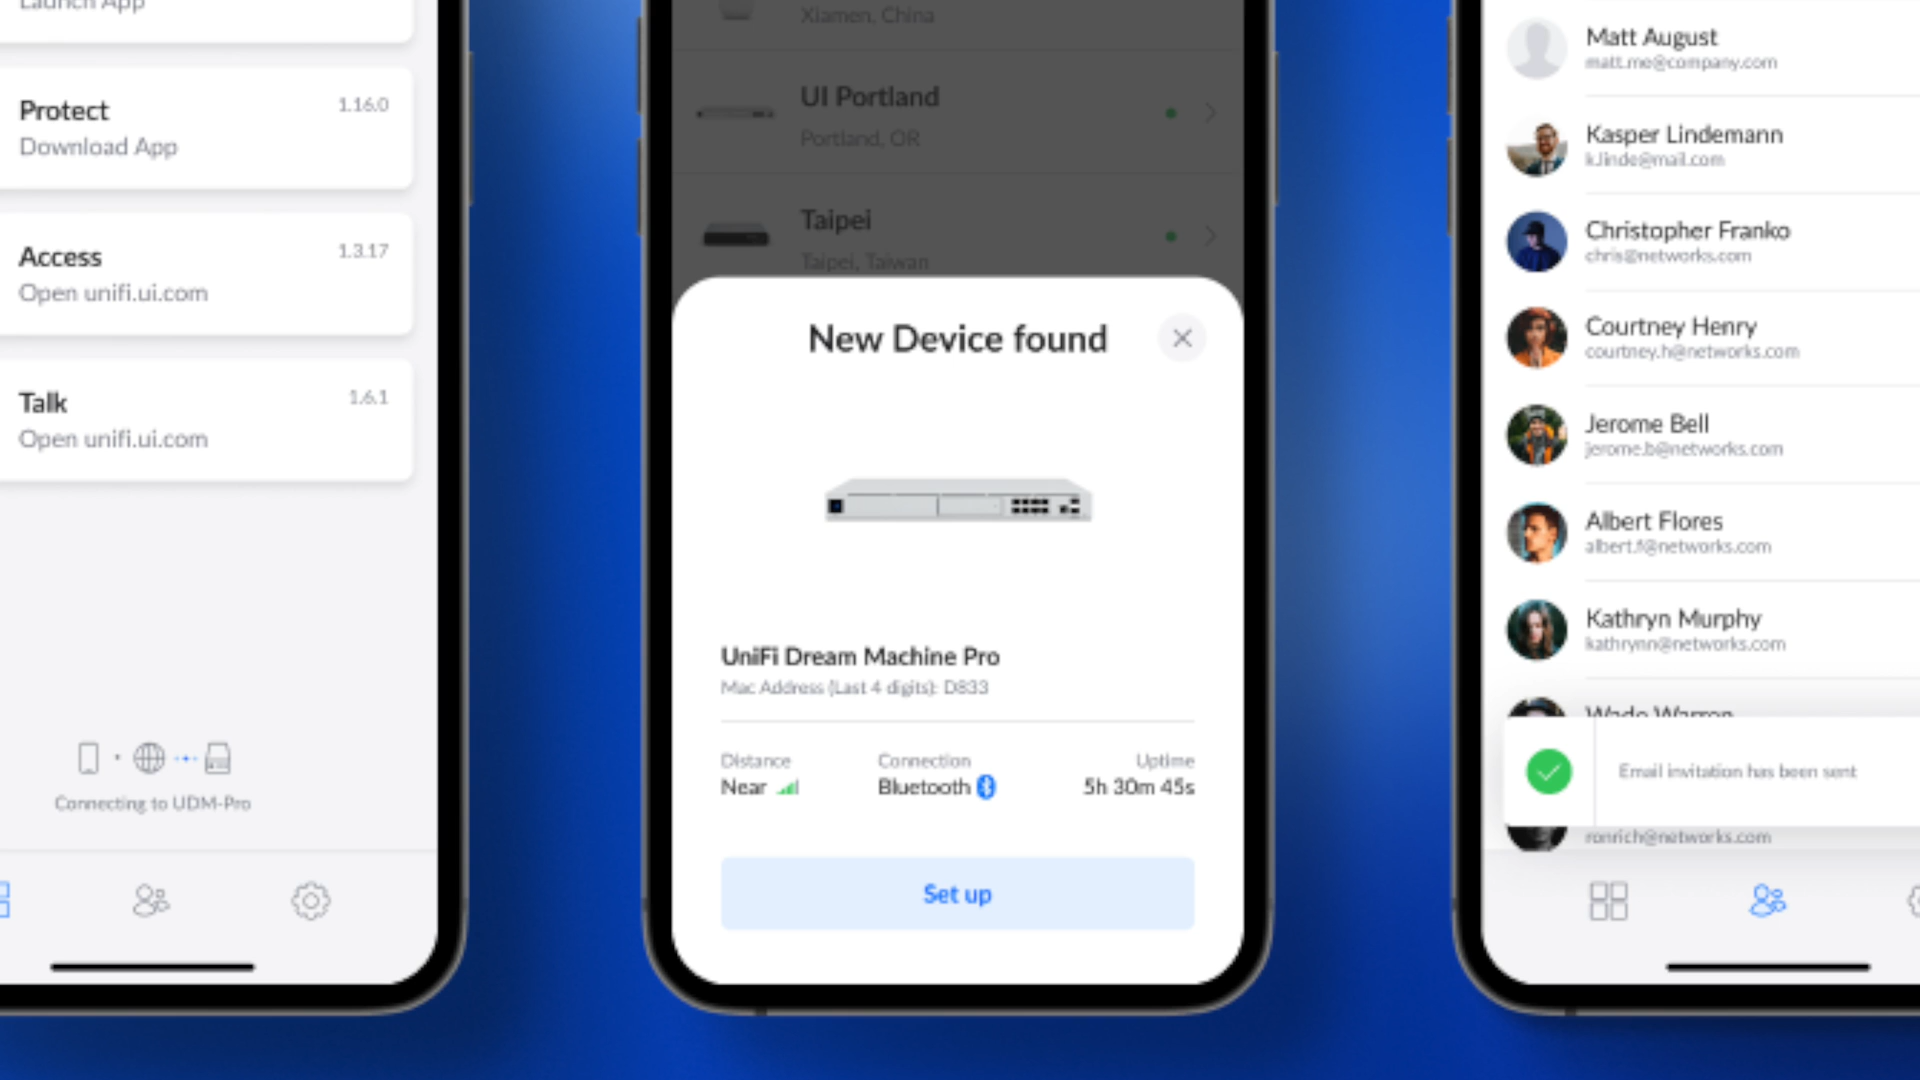 Launch App
Protect
1.16.0
Download App
Access
1.3.17
Open unifi.ui.com
Talk
1.6.1
Open unifi.ui.com
Connecting to UDM-Pro
Xiamen, China
UI Portland
Portland, OR
Taipei
Taipei, Taiwan
New Device found
UniFi Dream Machine Pro
Mac Address (Last 4 digits): D833
Distance
Near
Connection
Bluetooth
Uptime
5h 30m 45s
Set up
Matt August
matt.me@company.com
Kasper Lindemann
k.linde@mail.com
Christopher Franko
chris@networks.com
Courtney Henry
courtney.h@networks.com
Jerome Bell
jerome.b@networks.com
Albert Flores
albert.f@networks.com
Kathryn Murphy
kathrynn@networks.com
Wade Warren
Email invitation has been sent
ronrich@networks.com